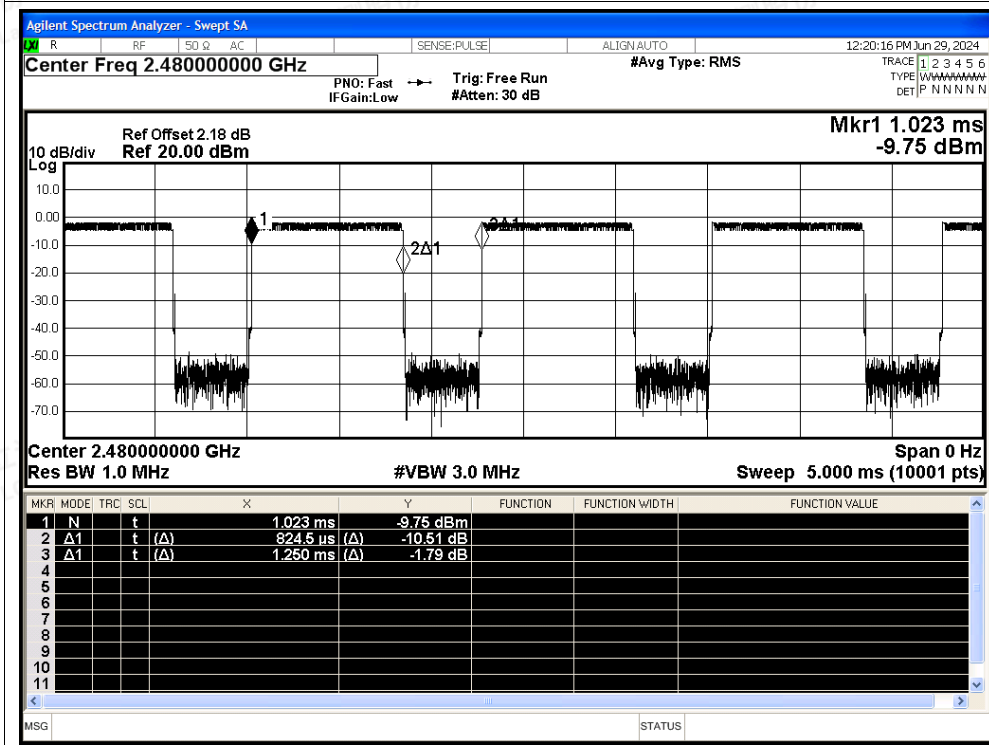 Agilent Spectrum Analyzer - Swept SA
LXI R RF 50 Ω AC SENSE:PULSE ALIGN AUTO 12:20:16 PM Jun 29, 2024
Center Freq 2.480000000 GHz #Avg Type: RMS TRACE 1 2 3 4 5 6
PNO: Fast Trig: Free Run TYPE
IFGain:Low #Atten: 30 dB DET P N N N N N
Mkr1 1.023 ms
-9.75 dBm
Ref Offset 2.18 dB
10 dB/div Ref 20.00 dBm
Log
10.0
0.00
-10.0
-20.0
-30.0
-40.0
-50.0
-60.0
-70.0
1
2Δ1
Center 2.480000000 GHz Span 0 Hz
Res BW 1.0 MHz #VBW 3.0 MHz Sweep 5.000 ms (10001 pts)
MKR MODE TRC SCL X Y FUNCTION FUNCTION WIDTH FUNCTION VALUE
1 N t 1.023 ms -9.75 dBm
2 Δ1 t (Δ) 824.5 µs (Δ) -10.51 dB
3 Δ1 t (Δ) 1.250 ms (Δ) -1.79 dB
4
5
6
7
8
9
10
11
MSG STATUS